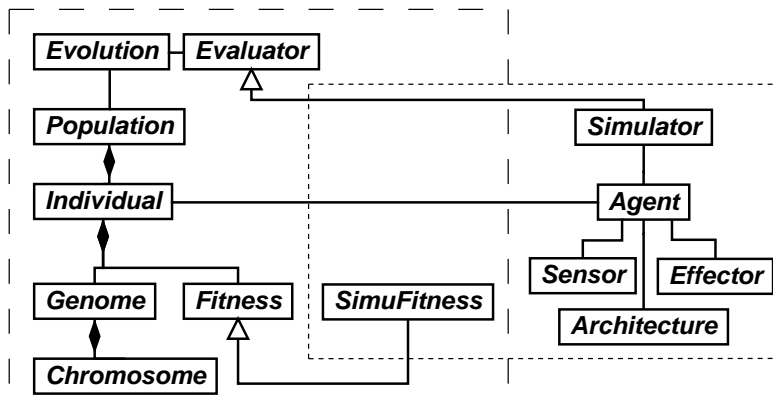 Evolution
Evaluator
Population
Simulator
Individual
Agent
Sensor
Effector
Genome
Fitness
SimuFitness
Architecture
Chromosome